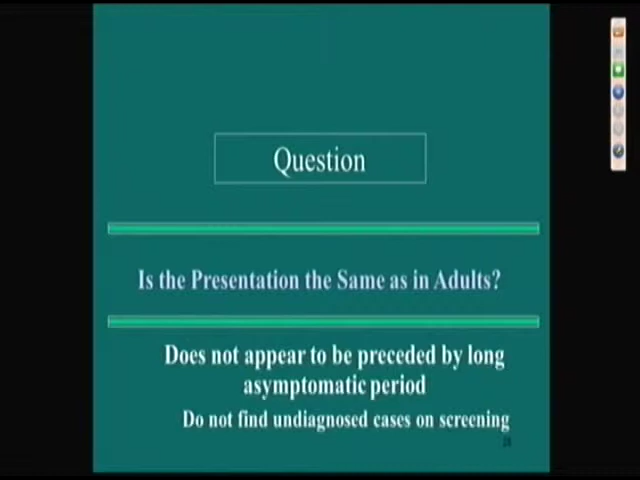 Question
Is the Presentation the Same as in Adults?
Does not appear to be preceded by long
asymptomatic period
Do not find undiagnosed cases on screening